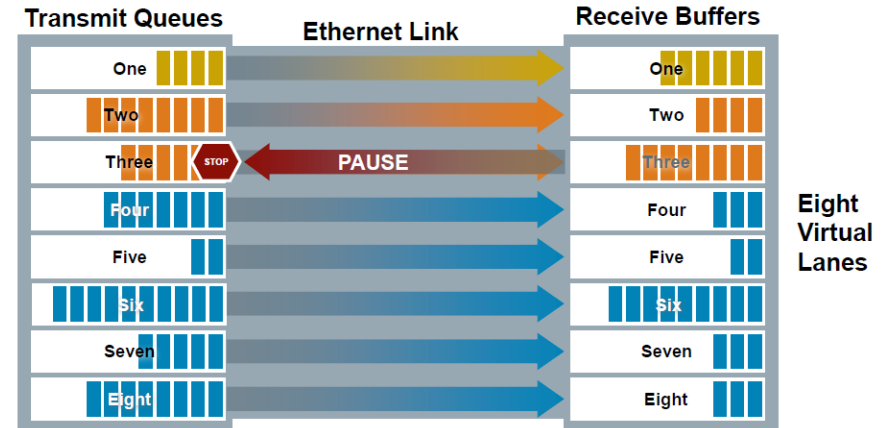 Transmit Queues
Ethernet Link
Receive Buffers
One
One
Two
Two
Three
STOP
PAUSE
Three
Four
Four
Five
Five
Six
Six
Seven
Seven
Eight
Eight
Eight
Virtual
Lanes